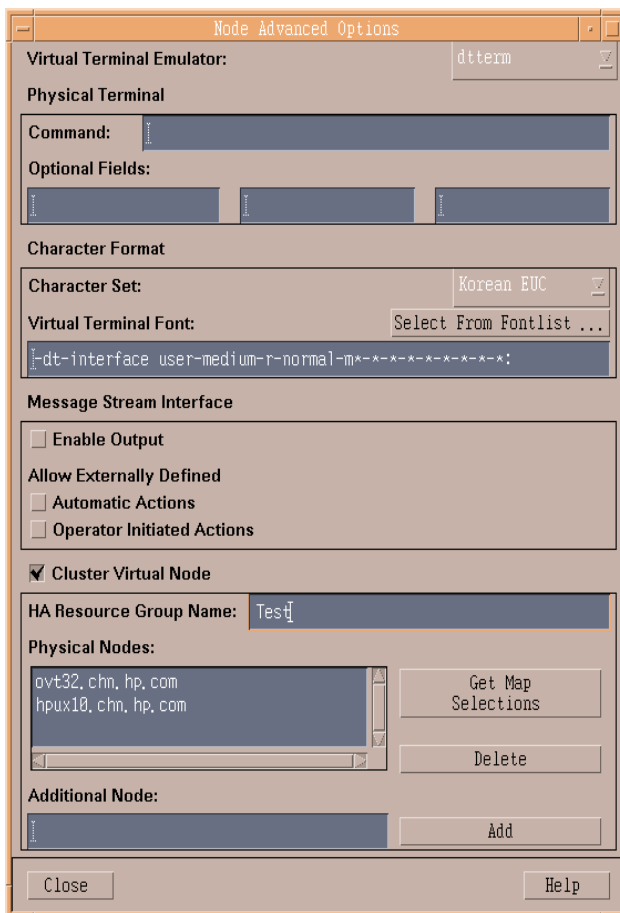 Node Advanced Options
Virtual Terminal Emulator: dtterm
Physical Terminal
Command:
Optional Fields:
Character Format
Character Set: Korean EUC
Virtual Terminal Font: Select From Fontlist ...
-dt-interface user-medium-r-normal-m*-*-*-*-*-*-*-*-*:
Message Stream Interface
Enable Output
Allow Externally Defined
Automatic Actions
Operator Initiated Actions
Cluster Virtual Node
HA Resource Group Name: Test
Physical Nodes:
ovt32.chn.hp.com
hpux10.chn.hp.com
Get Map
Selections
Delete
Additional Node:
Add
Close Help